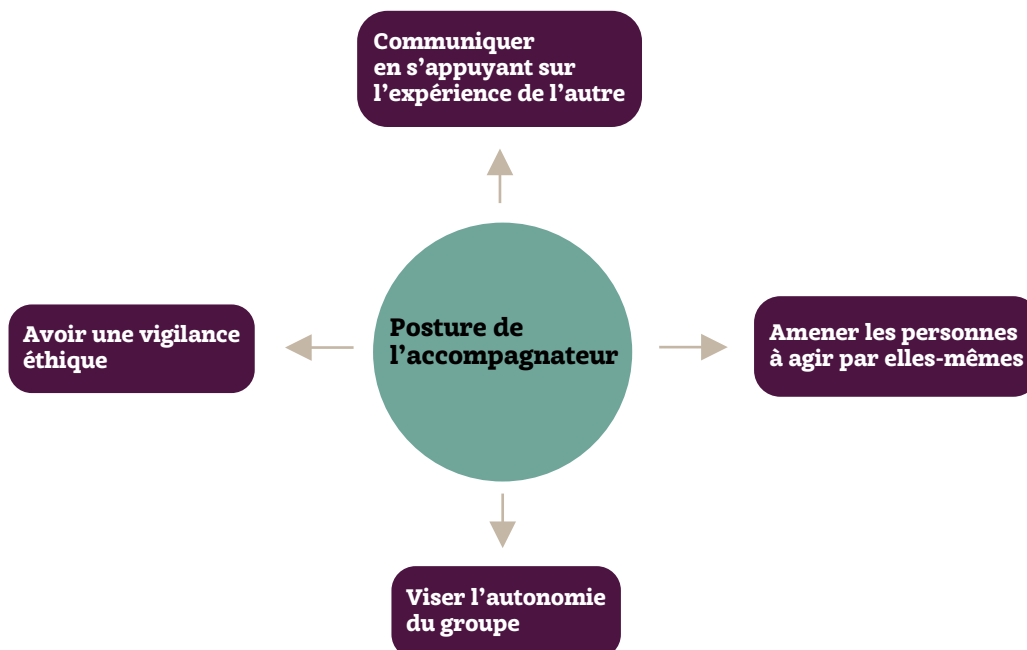 Communiquer
en s’appuyant sur
l’expérience de l’autre
Avoir une vigilance
éthique
Posture de
l’accompagnateur
Amener les personnes
à agir par elles-mêmes
Viser l’autonomie
du groupe